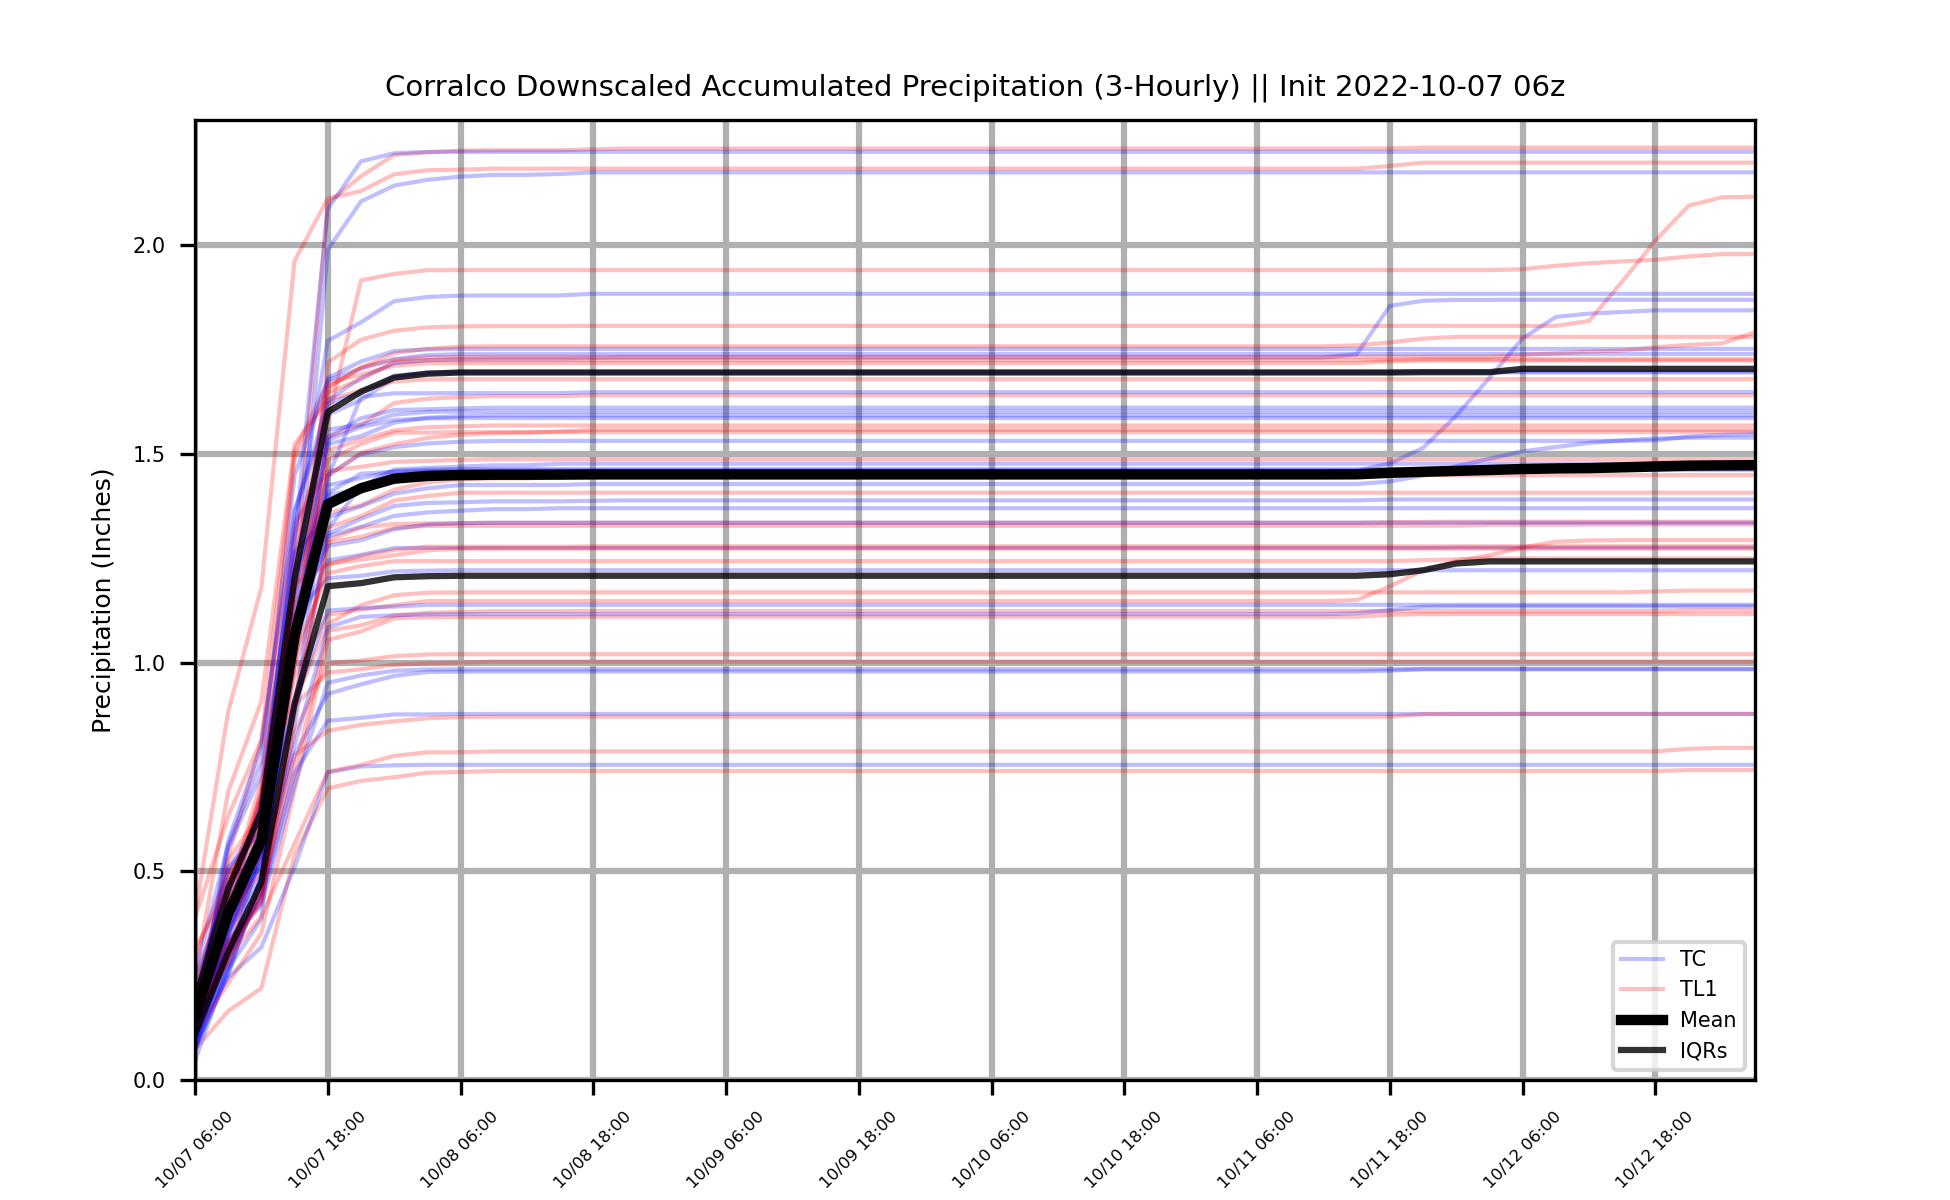 Corralco Downscaled Accumulated Precipitation (3-Hourly) || Init 2022-10-07 06z
Precipitation (Inches)
2.0
1.5
1.0
0.5
0.0
TC
TL1
Mean
IQRs
10/07 06:00
10/07 18:00
10/08 06:00
10/08 18:00
10/09 06:00
10/09 18:00
10/10 06:00
10/10 18:00
10/11 06:00
10/11 18:00
10/12 06:00
10/12 18:00